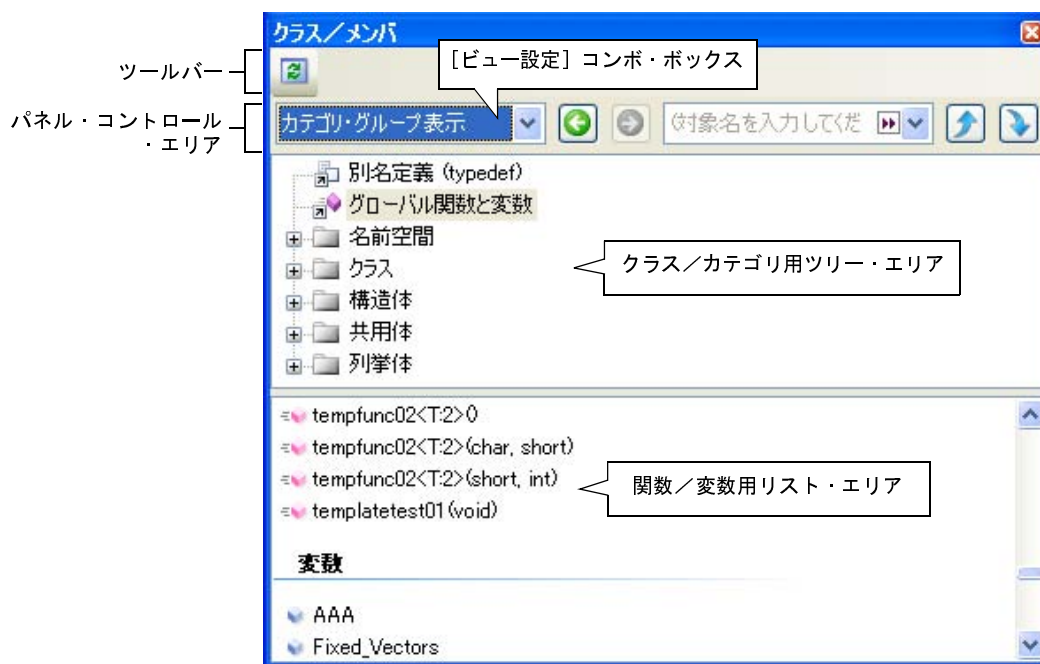 クラス／メンバ
ツールバー
［ビュー設定］コンボ・ボックス
パネル・コントロール
・エリア
カテゴリ・グループ表示
(対象名を入力してくだ
別名定義 (typedef)
グローバル関数と変数
名前空間
クラス
構造体
共用体
列挙体
クラス／カテゴリ用ツリー・エリア
tempfunc02<T:2>()
tempfunc02<T:2>(char, short)
tempfunc02<T:2>(short, int)
templatetest01(void)
関数／変数用リスト・エリア
変数
AAA
Fixed_Vectors